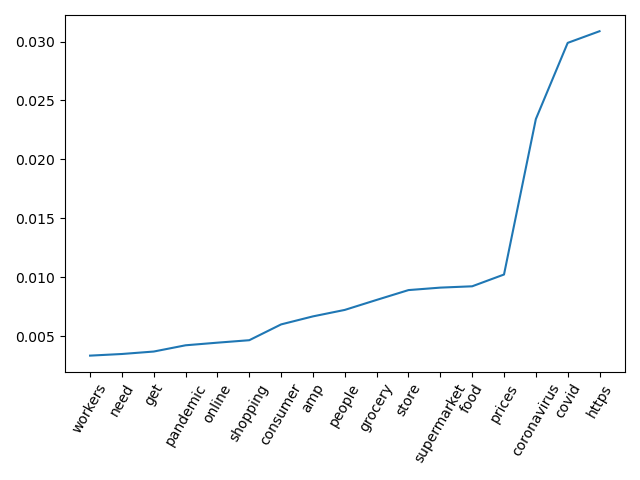 0.030
0.025
0.020
0.015
0.010
0.005
workers
need
get
pandemic
online
shopping
consumer
amp
people
grocery
store
supermarket
food
prices
coronavirus
covid
https